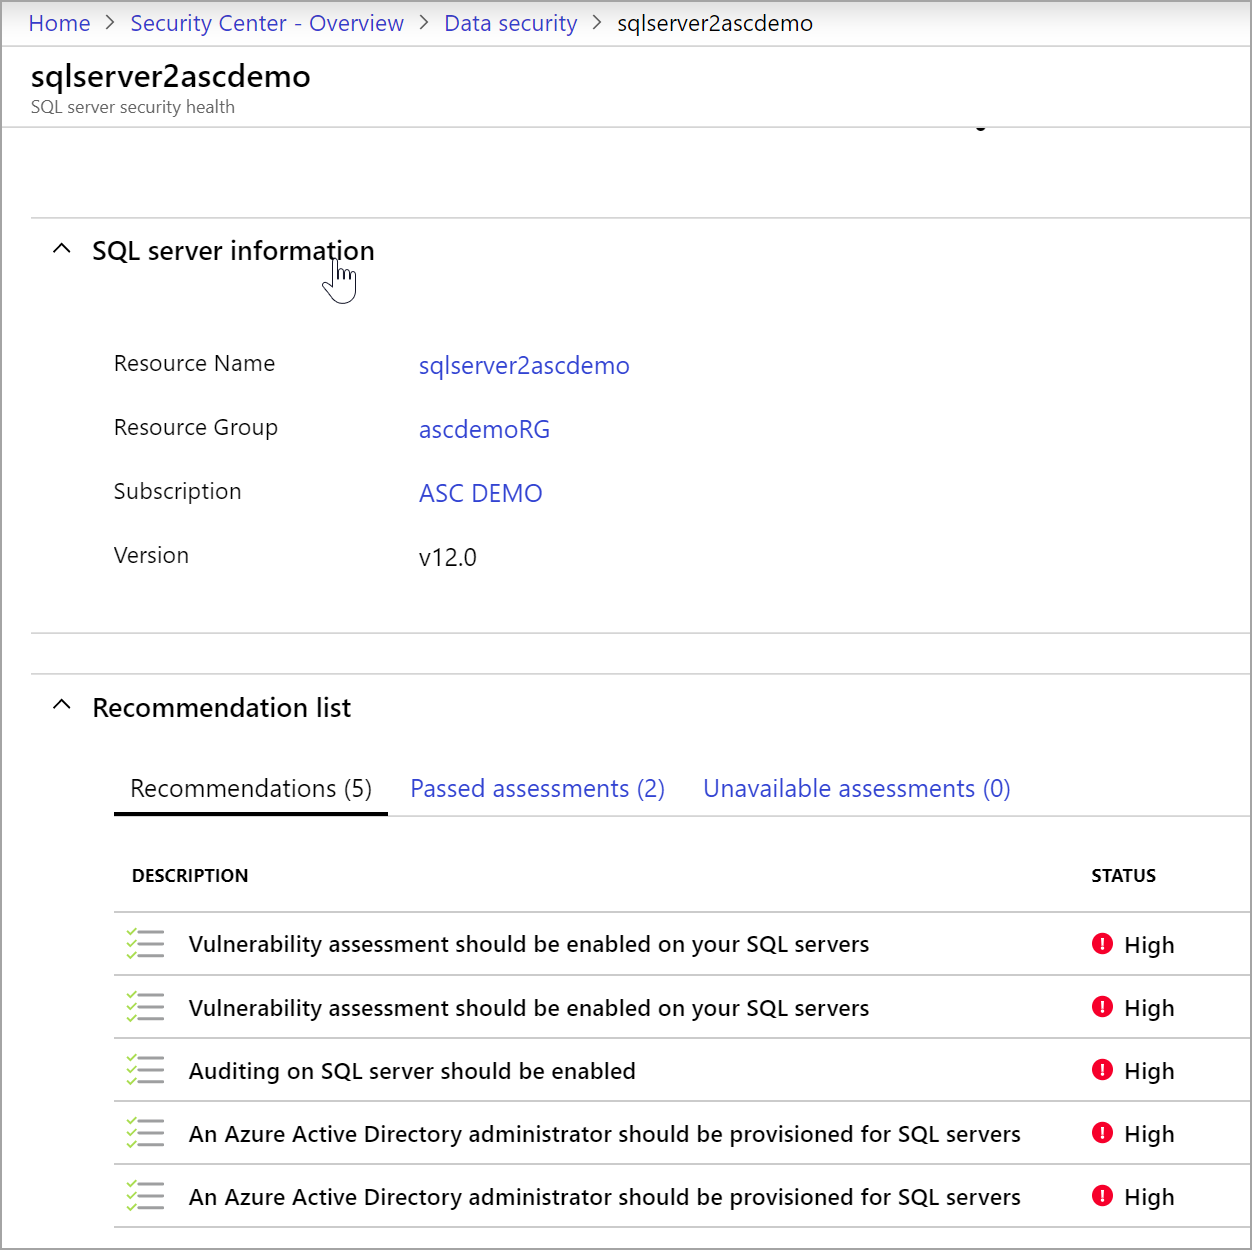 Home > Security Center - Overview > Data security > sqlserver2ascdemo
sqlserver2ascdemo
SQL server security health
SQL server information
Resource Name sqlserver2ascdemo
Resource Group ascdemoRG
Subscription ASC DEMO
Version v12.0
Recommendation list
Recommendations (5) Passed assessments (2) Unavailable assessments (0)
DESCRIPTION STATUS
Vulnerability assessment should be enabled on your SQL servers High
Vulnerability assessment should be enabled on your SQL servers High
Auditing on SQL server should be enabled High
An Azure Active Directory administrator should be provisioned for SQL servers High
An Azure Active Directory administrator should be provisioned for SQL servers High